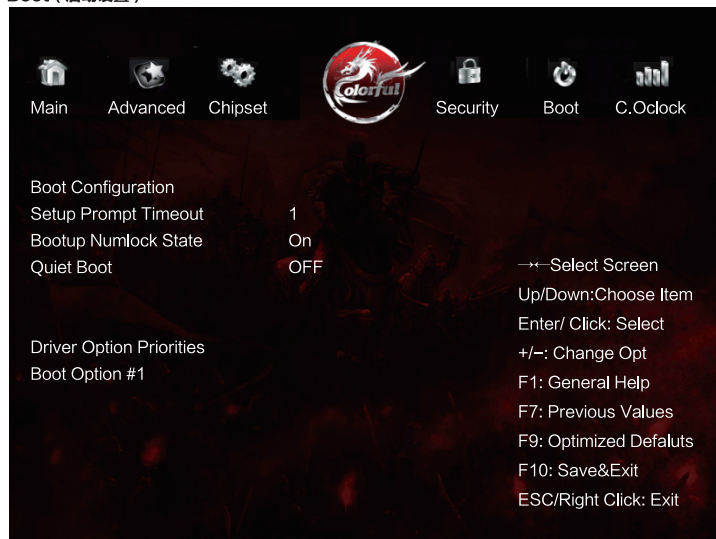 Main
Advanced
Chipset
Colorful
Security
Boot
C.Oclock
Boot Configuration
Setup Prompt Timeout 1
Bootup Numlock State On
Quiet Boot OFF
Driver Option Priorities
Boot Option #1
→←Select Screen
Up/Down:Choose Item
Enter/ Click: Select
+/−: Change Opt
F1: General Help
F7: Previous Values
F9: Optimized Defaluts
F10: Save&Exit
ESC/Right Click: Exit